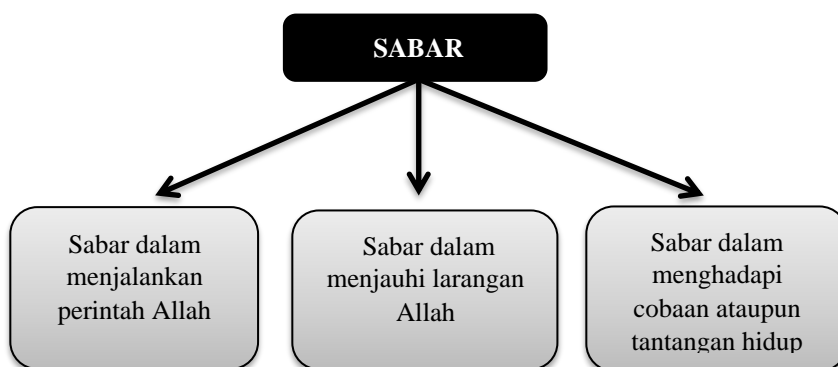 SABAR
Sabar dalam
menjalankan
perintah Allah
Sabar dalam
menjauhi larangan
Allah
Sabar dalam
menghadapi
cobaan ataupun
tantangan hidup